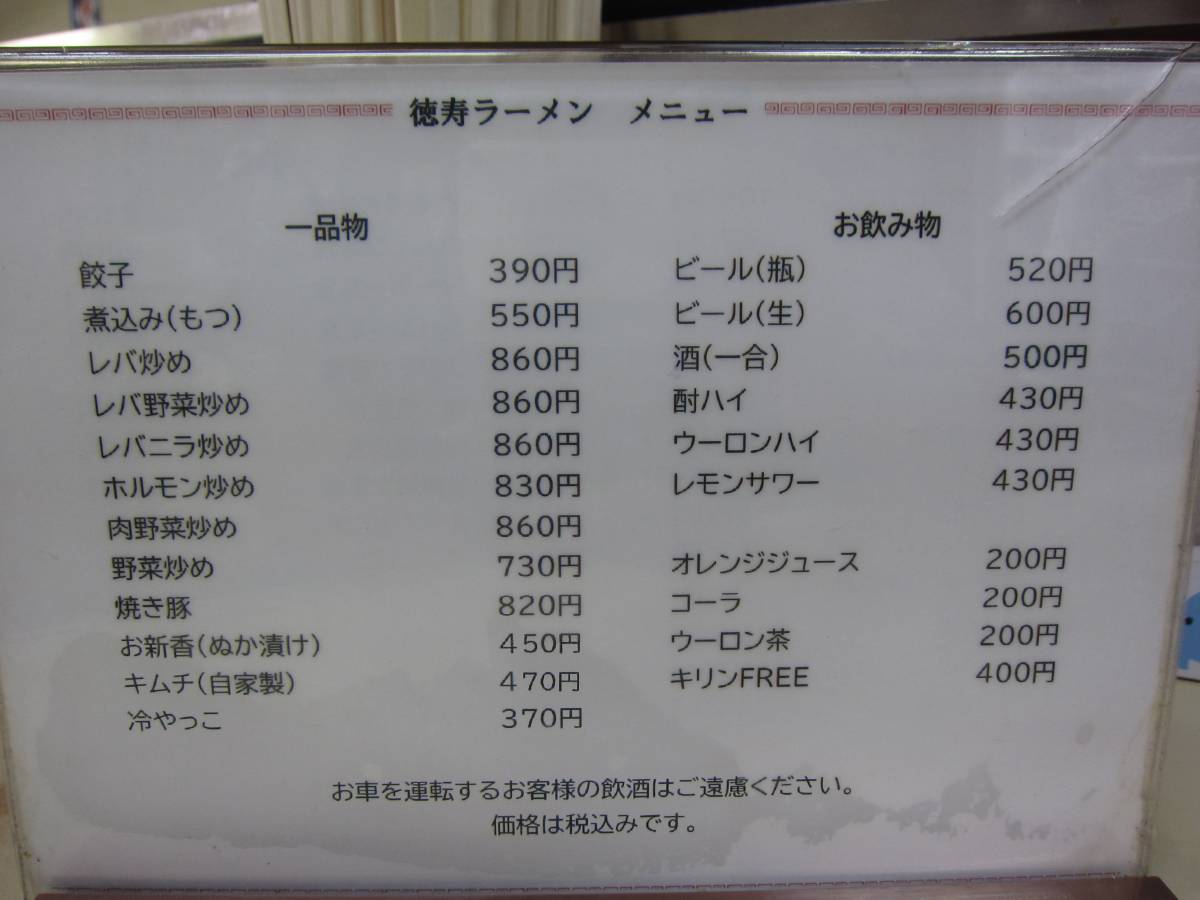 徳寿ラーメン　メニュー
一品物
餃子 390円
煮込み(もつ) 550円
レバ炒め 860円
レバ野菜炒め 860円
レバニラ炒め 860円
ホルモン炒め 830円
肉野菜炒め 860円
野菜炒め 730円
焼き豚 820円
お新香(ぬか漬け) 450円
キムチ(自家製) 470円
冷やっこ 370円
お飲み物
ビール(瓶) 520円
ビール(生) 600円
酒(一合) 500円
酎ハイ 430円
ウーロンハイ 430円
レモンサワー 430円
オレンジジュース 200円
コーラ 200円
ウーロン茶 200円
キリンFREE 400円
お車を運転するお客様の飲酒はご遠慮ください。
価格は税込みです。